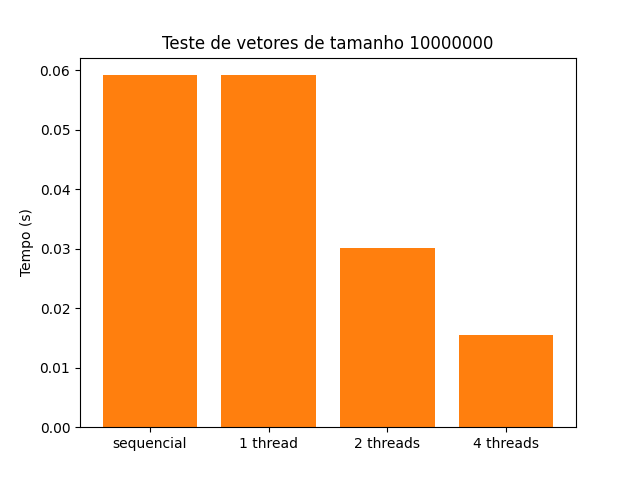 Teste de vetores de tamanho 10000000
Tempo (s)
0.06
0.05
0.04
0.03
0.02
0.01
0.00
sequencial 1 thread 2 threads 4 threads